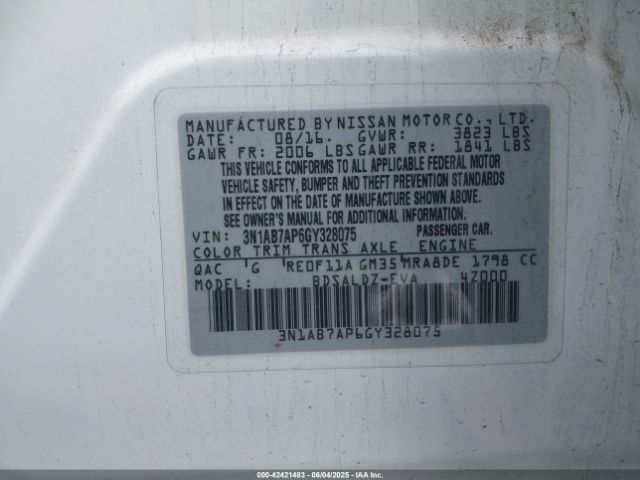 MANUFACTURED BY NISSAN MOTOR CO., LTD.
DATE: 08/16. GVWR: 3823 LBS
GAWR FR: 2006 LBS GAWR RR: 1841 LBS
THIS VEHICLE CONFORMS TO ALL APPLICABLE FEDERAL MOTOR
VEHICLE SAFETY, BUMPER AND THEFT PREVENTION STANDARDS
IN EFFECT ON THE DATE OF MANUFACTURE SHOWN ABOVE.
SEE OWNER'S MANUAL FOR ADDITIONAL INFORMATION.
VIN: 3N1AB7AP6GY328075 PASSENGER CAR.
COLOR TRIM TRANS AXLE ENGINE
QAC G RE0F11A GM35 MRA8DE 1798 CC
MODEL: BDSALDZ-EVA 4Z000
3N1AB7AP6GY328075
000-42421483 | 06/04/2025 - Copyright © IAA, LLC